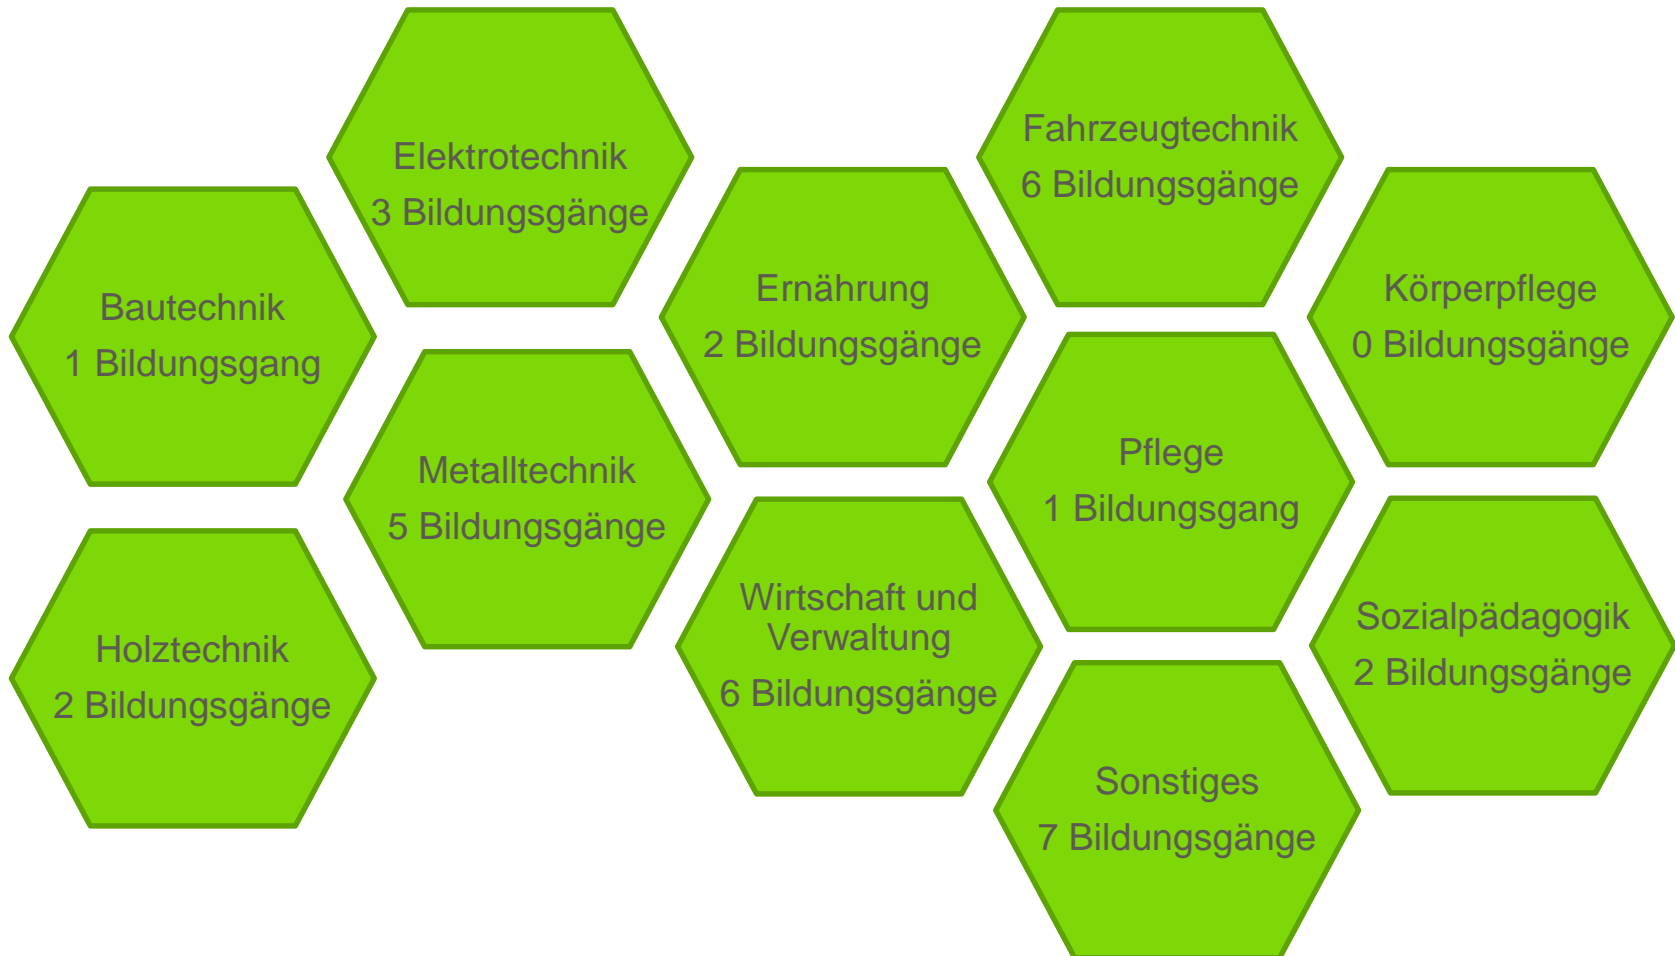 Elektrotechnik
3 Bildungsgänge
Fahrzeugtechnik
6 Bildungsgänge
Bautechnik
1 Bildungsgang
Ernährung
2 Bildungsgänge
Körperpflege
0 Bildungsgänge
Metalltechnik
5 Bildungsgänge
Pflege
1 Bildungsgang
Holztechnik
2 Bildungsgänge
Wirtschaft und
Verwaltung
6 Bildungsgänge
Sozialpädagogik
2 Bildungsgänge
Sonstiges
7 Bildungsgänge